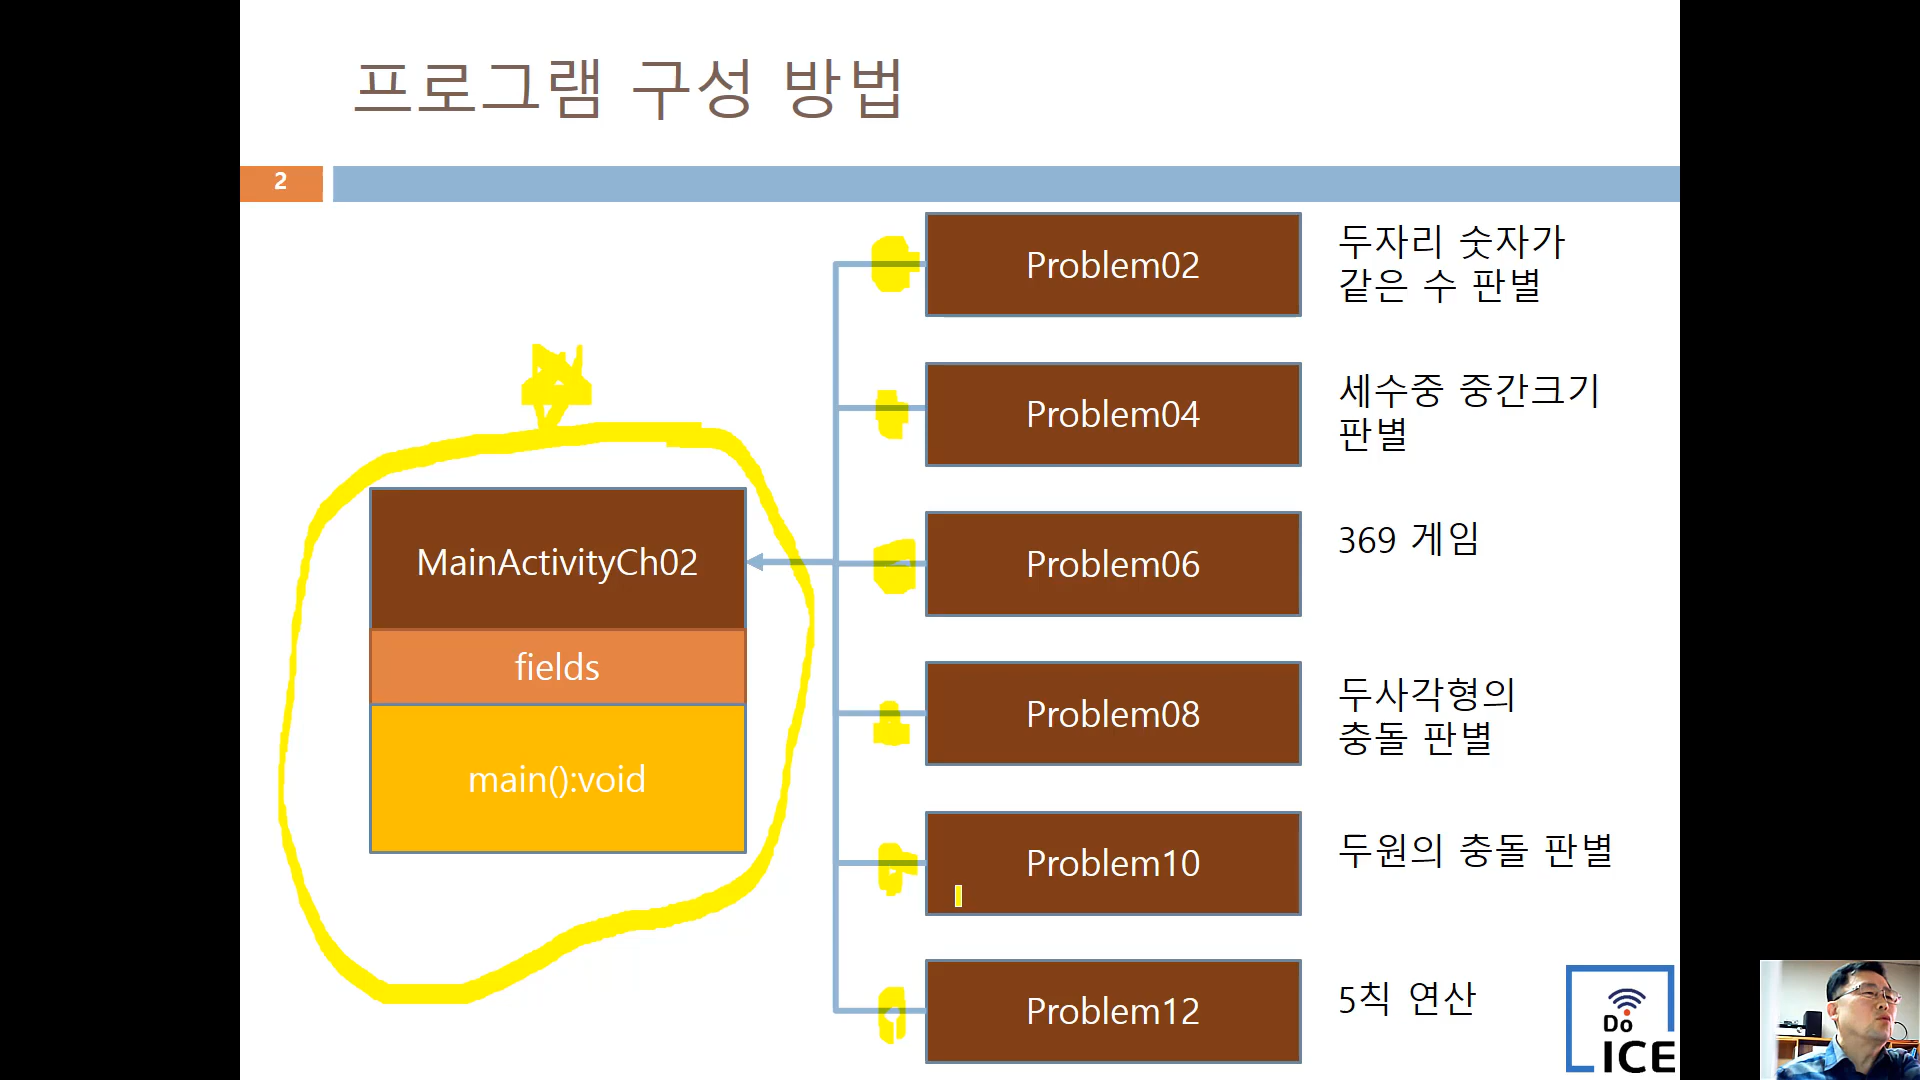 프로그램 구성 방법
2
Problem02
두자리 숫자가
같은 수 판별
Problem04
세수중 중간크기
판별
MainActivityCh02
fields
main():void
Problem06
369 게임
Problem08
두사각형의
충돌 판별
Problem10
두원의 충돌 판별
Problem12
5칙 연산
Do
ICE